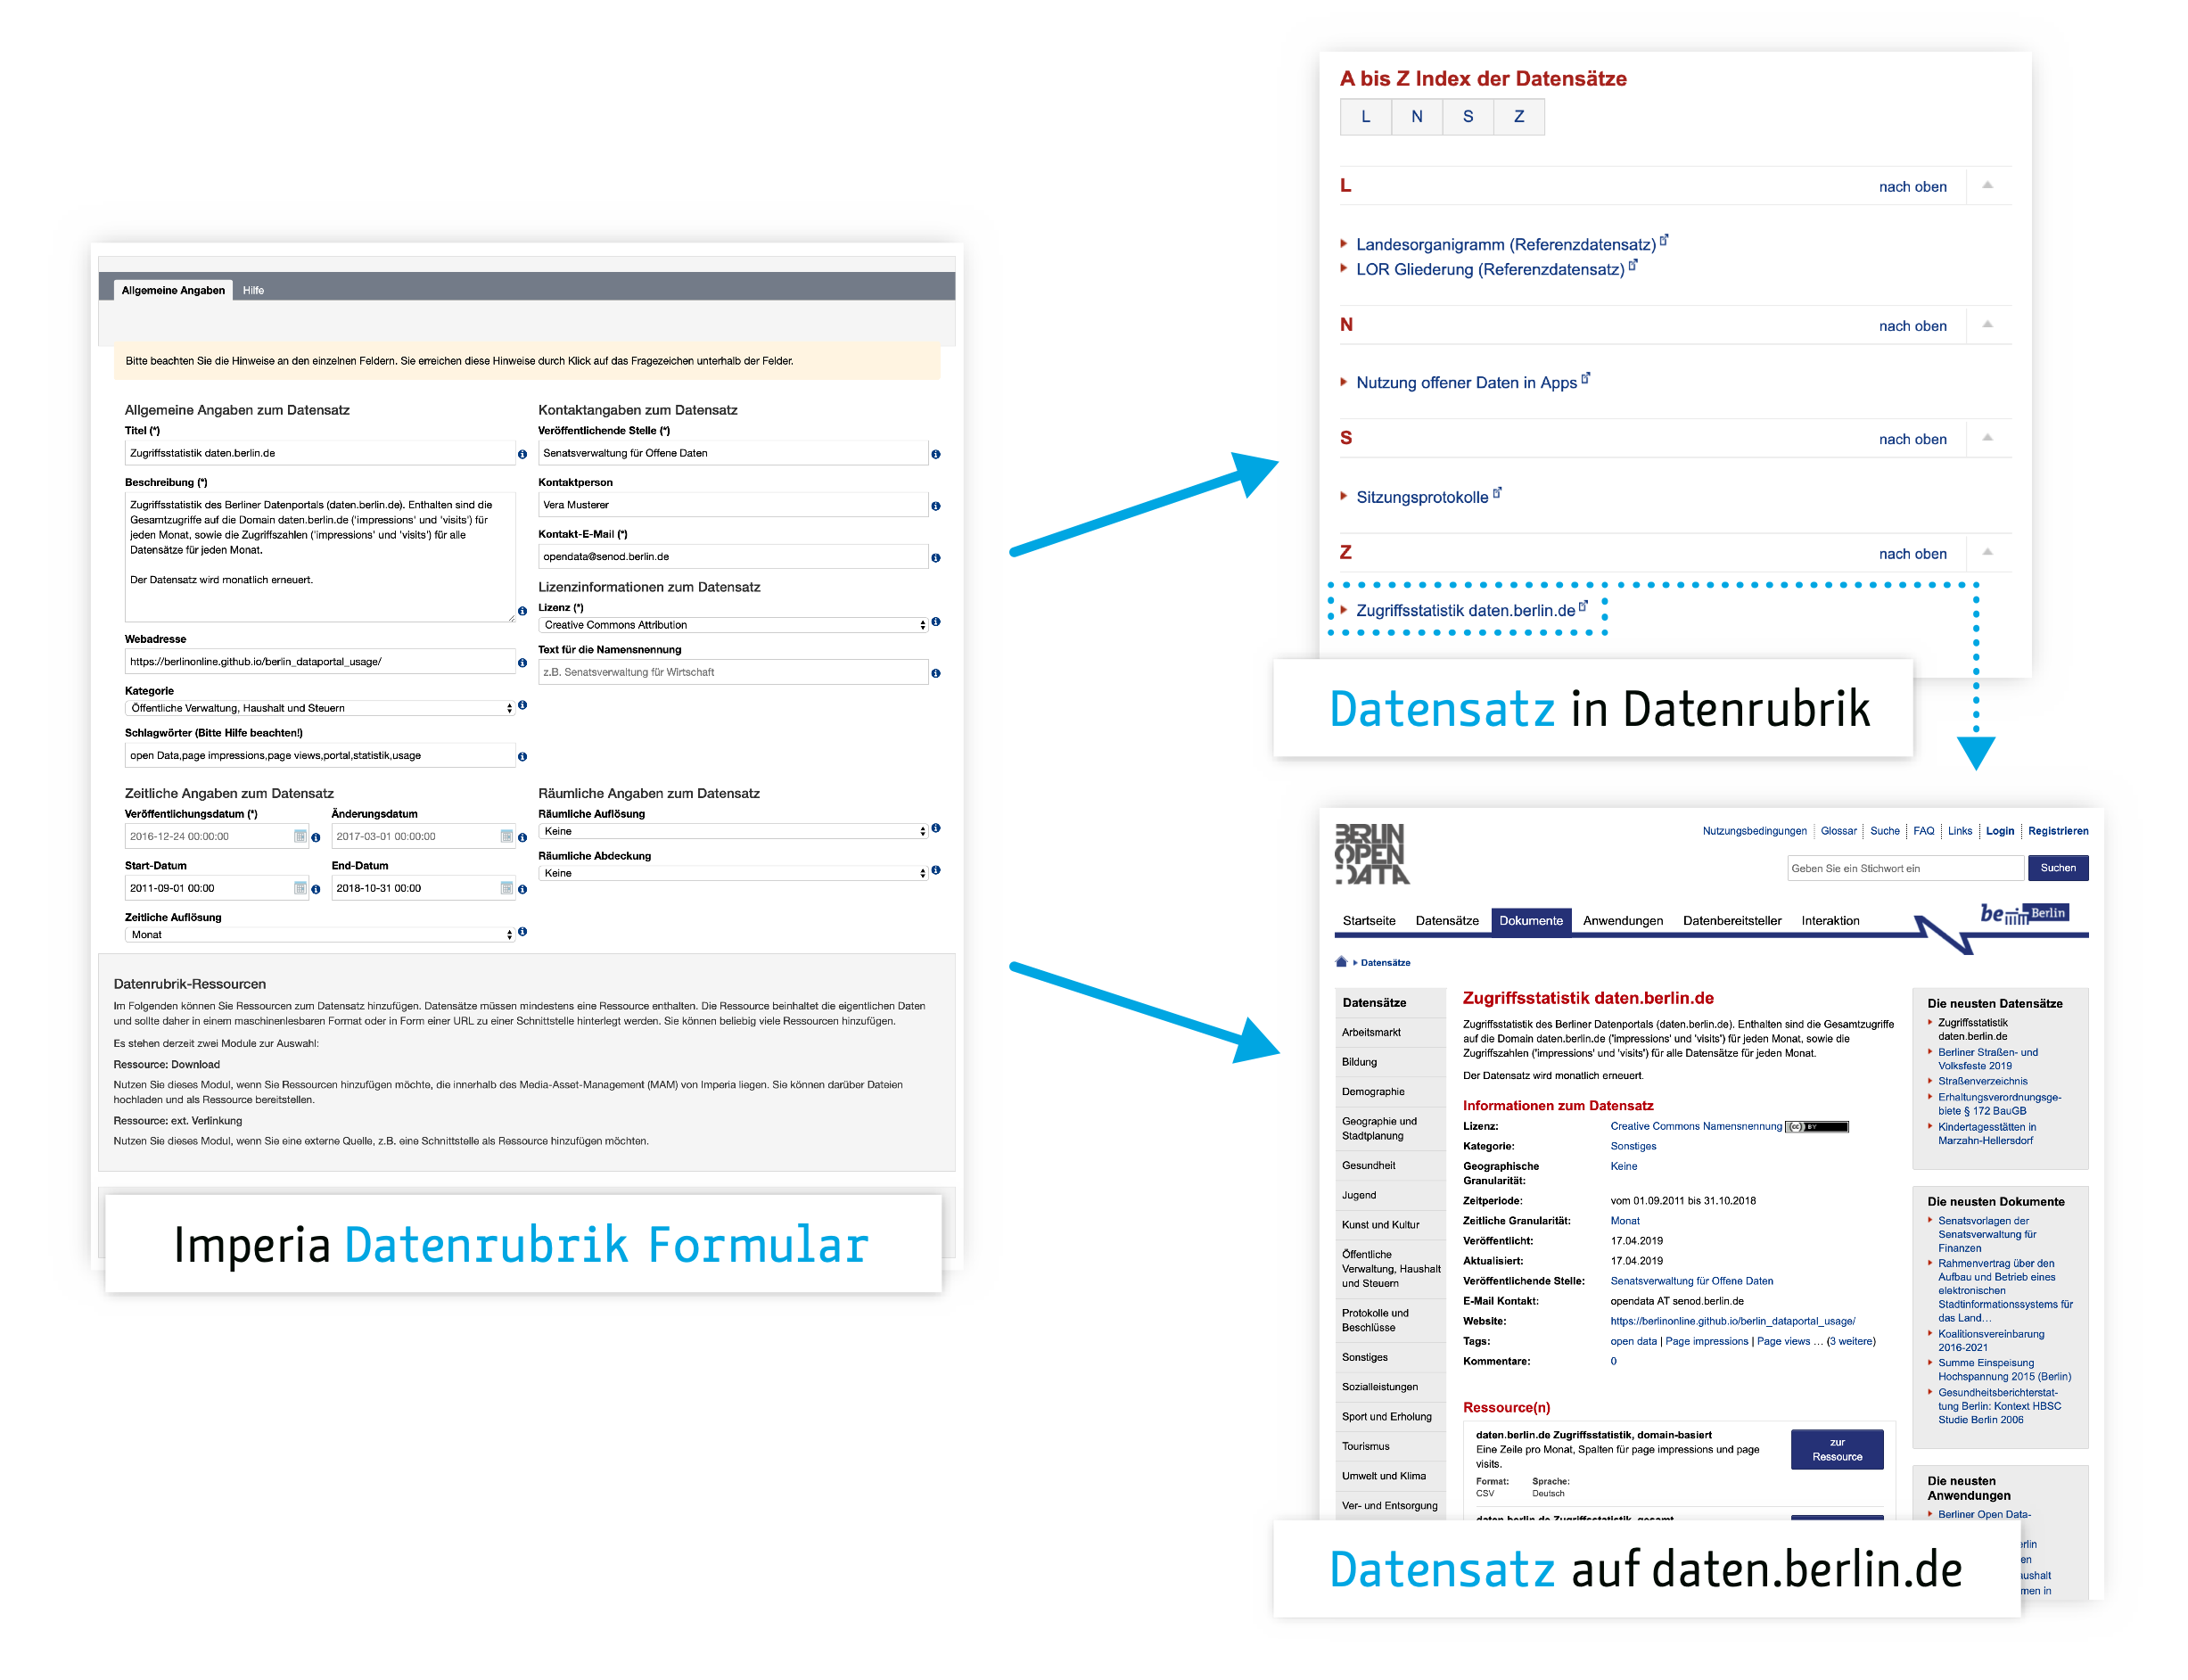 Allgemeine Angaben
Hilfe
Bitte beachten Sie die Hinweise an den einzelnen Feldern. Sie erreichen diese Hinweise durch Klick auf das Fragezeichen unterhalb der Felder.
Allgemeine Angaben zum Datensatz
Titel (*)
Zugriffsstatistik daten.berlin.de
Beschreibung (*)
Zugriffsstatistik des Berliner Datenportals (daten.berlin.de). Enthalten sind die
Gesamtzugriffe auf die Domain daten.berlin.de ('impressions' und 'visits') für
jeden Monat, sowie die Zugriffszahlen ('impressions' und 'visits') für alle
Datensätze für jeden Monat.
Der Datensatz wird monatlich erneuert.
Webadresse
https://berlinonline.github.io/berlin_dataportal_usage/
Kategorie
Öffentliche Verwaltung, Haushalt und Steuern
Schlagwörter (Bitte Hilfe beachten!)
open Data,page impressions,page views,portal,statistik,usage
Kontaktangaben zum Datensatz
Veröffentlichende Stelle (*)
Senatsverwaltung für Offene Daten
Kontaktperson
Vera Musterer
Kontakt-E-Mail (*)
opendata@senod.berlin.de
Lizenzinformationen zum Datensatz
Lizenz (*)
Creative Commons Attribution
Text für die Namensnennung
z.B. Senatsverwaltung für Wirtschaft
Zeitliche Angaben zum Datensatz
Veröffentlichungsdatum (*)
Änderungsdatum
2016-12-24 00:00:00
2017-03-01 00:00:00
Start-Datum
End-Datum
2011-09-01 00:00
2018-10-31 00:00
Zeitliche Auflösung
Monat
Räumliche Angaben zum Datensatz
Räumliche Auflösung
Keine
Räumliche Abdeckung
Keine
Datenrubrik-Ressourcen
Im Folgenden können Sie Ressourcen zum Datensatz hinzufügen. Datensätze müssen mindestens eine Ressource enthalten. Die Ressource beinhaltet die eigentlichen Daten
und sollte daher in einem maschinenlesbaren Format oder in Form einer URL zu einer Schnittstelle hinterlegt werden. Sie können beliebig viele Ressourcen hinzufügen.
Es stehen derzeit zwei Module zur Auswahl:
Ressource: Download
Nutzen Sie dieses Modul, wenn Sie Ressourcen hinzufügen möchte, die innerhalb des Media-Asset-Management (MAM) von Imperia liegen. Sie können darüber Dateien
hochladen und als Ressource bereitstellen.
Ressource: ext. Verlinkung
Nutzen Sie dieses Modul, wenn Sie eine externe Quelle, z.B. eine Schnittstelle als Ressource hinzufügen möchten.
Imperia Datenrubrik Formular
A bis Z Index der Datensätze
L N S Z
L
nach oben
Landesorganigramm (Referenzdatensatz)
LOR Gliederung (Referenzdatensatz)
N
nach oben
Nutzung offener Daten in Apps
S
nach oben
Sitzungsprotokolle
Z
nach oben
Zugriffsstatistik daten.berlin.de
Datensatz in Datenrubrik
BERLIN
OPEN
DATA
Nutzungsbedingungen Glossar Suche FAQ Links Login Registrieren
Geben Sie ein Stichwort ein
Suchen
Startseite Datensätze Dokumente Anwendungen Datenbereitsteller Interaktion
be Berlin
Datensätze
Datensätze
Arbeitsmarkt
Bildung
Demographie
Geographie und
Stadtplanung
Gesundheit
Jugend
Kunst und Kultur
Öffentliche
Verwaltung, Haushalt
und Steuern
Protokolle und
Beschlüsse
Sonstiges
Sozialleistungen
Sport und Erholung
Tourismus
Umwelt und Klima
Ver- und Entsorgung
Zugriffsstatistik daten.berlin.de
Zugriffsstatistik des Berliner Datenportals (daten.berlin.de). Enthalten sind die Gesamtzugriffe
auf die Domain daten.berlin.de ('impressions' und 'visits') für jeden Monat, sowie die
Zugriffszahlen ('impressions' und 'visits') für alle Datensätze für jeden Monat.
Der Datensatz wird monatlich erneuert.
Informationen zum Datensatz
Lizenz: Creative Commons Namensnennung (cc) BY
Kategorie: Sonstiges
Geographische Keine
Granularität:
Zeitperiode: vom 01.09.2011 bis 31.10.2018
Zeitliche Granularität: Monat
Veröffentlicht: 17.04.2019
Aktualisiert: 17.04.2019
Veröffentlichende Stelle: Senatsverwaltung für Offene Daten
E-Mail Kontakt: opendata AT senod.berlin.de
Website: https://berlinonline.github.io/berlin_dataportal_usage/
Tags: open data | Page impressions | Page views ... (3 weitere)
Kommentare: 0
Ressource(n)
daten.berlin.de Zugriffsstatistik, domain-basiert
Eine Zeile pro Monat, Spalten für page impressions und page
visits.
Format: Sprache:
CSV Deutsch
zur
Ressource
daten.berlin.de Zugriffsstatistik, gesamt
Die neusten Datensätze
Zugriffsstatistik
daten.berlin.de
Berliner Straßen- und
Volksfeste 2019
Straßenverzeichnis
Erhaltungsverordnungsge-
biete § 172 BauGB
Kindertagesstätten in
Marzahn-Hellersdorf
Die neusten Dokumente
Senatsvorlagen der
Senatsverwaltung für
Finanzen
Rahmenvertrag über den
Aufbau und Betrieb eines
elektronischen
Stadtinformationssystems für
das Land...
Koalitionsvereinbarung
2016-2021
Summe Einspeisung
Hochspannung 2015 (Berlin)
Gesundheitsberichterstat-
tung Berlin: Kontext HBSC
Studie Berlin 2006
Die neusten
Anwendungen
Berliner Open Data-
Datensatz auf daten.berlin.de